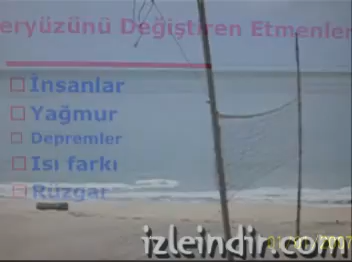 eryüzünü Değiştiren Etmenler
İnsanlar
Yağmur
Depremler
Isı farkı
Rüzgar
izleindir.com